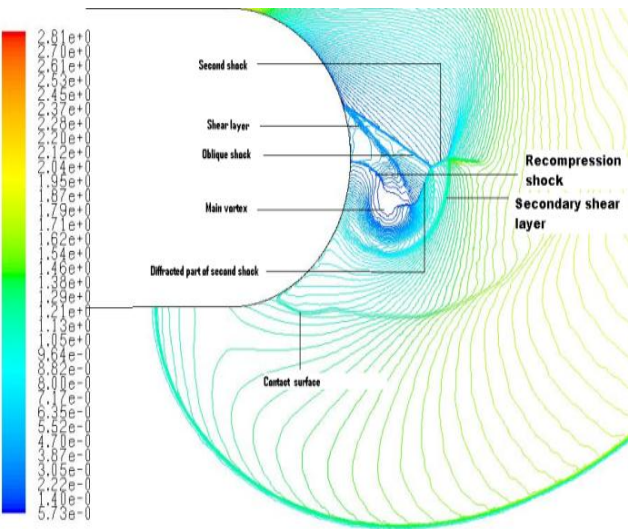 2.81e+0
2.70e+0
2.61e+0
2.53e+0
2.45e+0
2.37e+0
2.28e+0
2.20e+0
2.12e+0
2.04e+0
1.95e+0
1.87e+0
1.79e+0
1.71e+0
1.62e+0
1.54e+0
1.46e+0
1.38e+0
1.29e+0
1.21e+0
1.13e+0
1.05e+0
9.64e-0
8.82e-0
8.00e-0
7.17e-0
6.35e-0
5.52e-0
4.70e-0
3.87e-0
3.05e-0
2.22e-0
1.40e-0
5.73e-0
Second shock
Shear layer
Oblique shock
Recompression
shock
Main vortex
Secondary shear
layer
Diffracted part of second shock
Contact surface